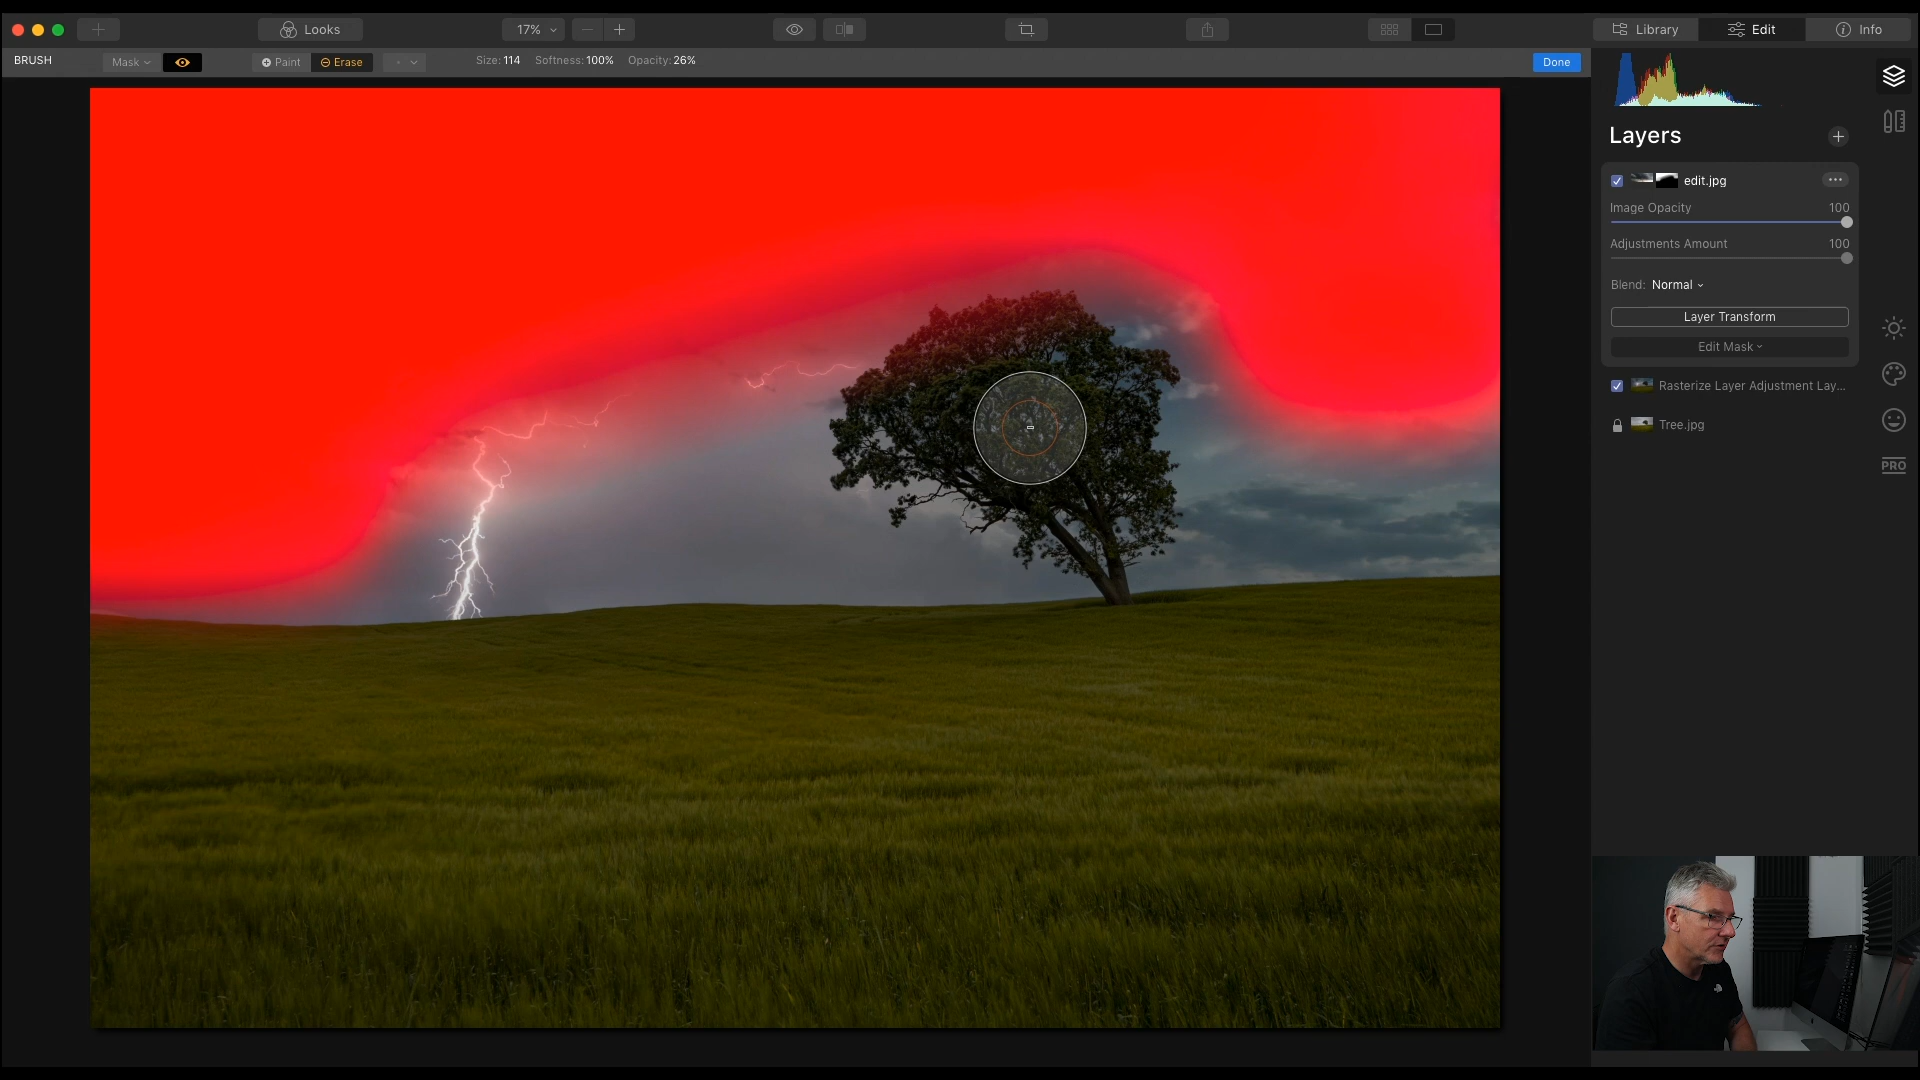 Looks
17%
Library
Edit
Info
BRUSH
Mask
Paint
Erase
Size: 114
Softness: 100%
Opacity: 26%
Done
Layers
edit.jpg
Image Opacity
100
Adjustments Amount
100
Blend: Normal
Layer Transform
Edit Mask
Rasterize Layer Adjustment Lay...
Tree.jpg
PRO